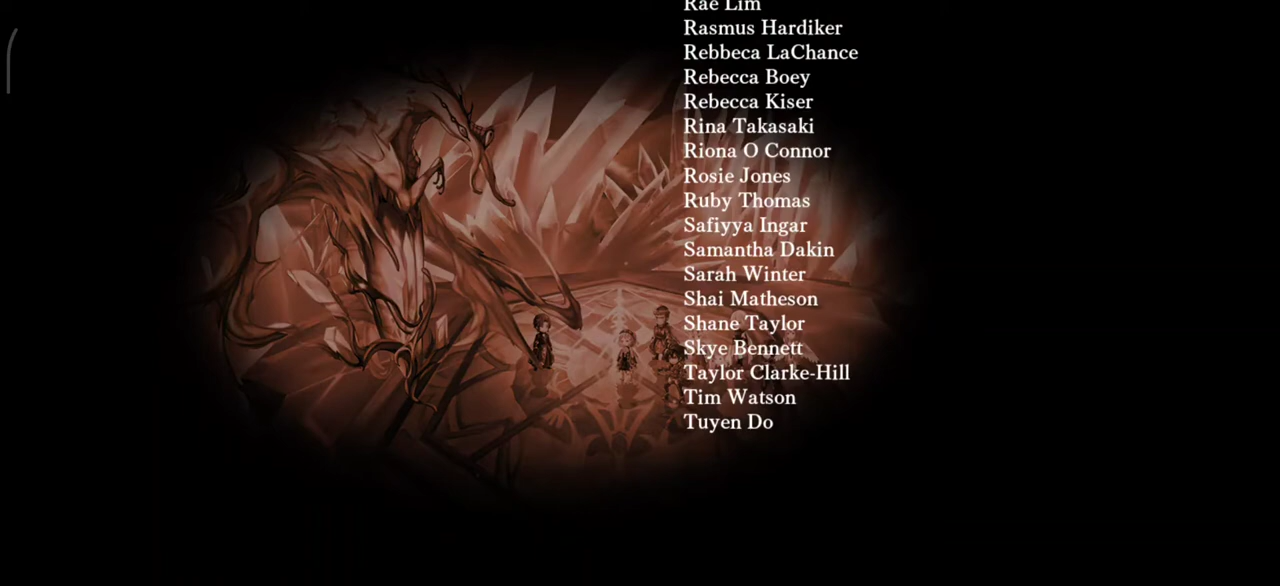 Rae Lim
Rasmus Hardiker
Rebbeca LaChance
Rebecca Boey
Rebecca Kiser
Rina Takasaki
Riona O Connor
Rosie Jones
Ruby Thomas
Safiyya Ingar
Samantha Dakin
Sarah Winter
Shai Matheson
Shane Taylor
Skye Bennett
Taylor Clarke-Hill
Tim Watson
Tuyen Do